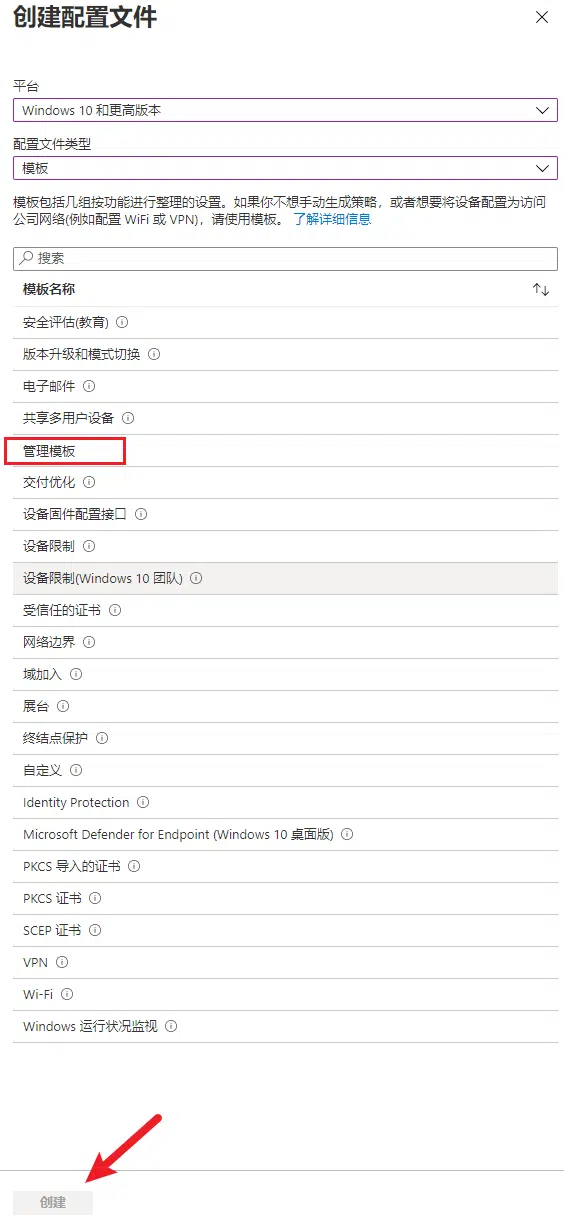 创建配置文件
平台
Windows 10 和更高版本
配置文件类型
模板
模板包括几组按功能进行整理的设置。如果你不想手动生成策略，或者想要将设备配置为访问
公司网络(例如配置 WiFi 或 VPN)，请使用模板。 了解详细信息
搜索
模板名称
安全评估(教育)
版本升级和模式切换
电子邮件
共享多用户设备
管理模板
交付优化
设备固件配置接口
设备限制
设备限制(Windows 10 团队)
受信任的证书
网络边界
域加入
展台
终结点保护
自定义
Identity Protection
Microsoft Defender for Endpoint (Windows 10 桌面版)
PKCS 导入的证书
PKCS 证书
SCEP 证书
VPN
Wi-Fi
Windows 运行状况监视
创建